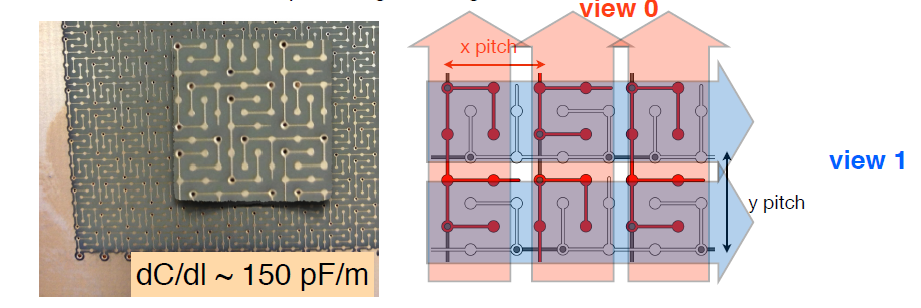 view 0
x pitch
view 1
y pitch
dC/dl ~ 150 pF/m